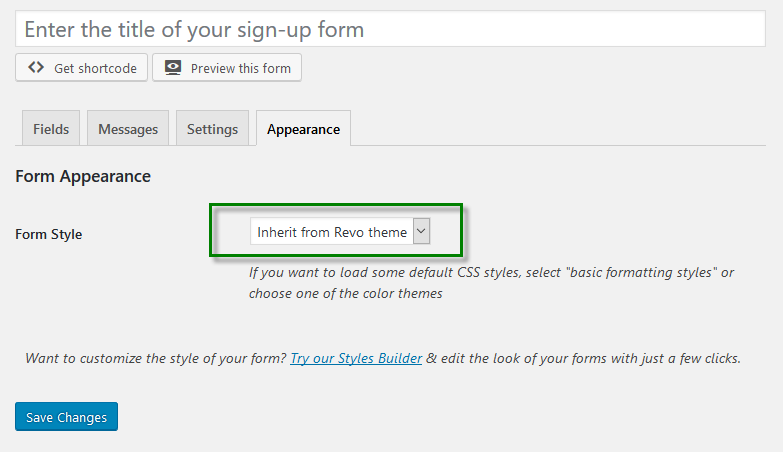 Enter the title of your sign-up form
Get shortcode Preview this form
Fields Messages Settings Appearance
Form Appearance
Form Style Inherit from Revo theme
If you want to load some default CSS styles, select "basic formatting styles" or
choose one of the color themes
Want to customize the style of your form? Try our Styles Builder & edit the look of your forms with just a few clicks.
Save Changes